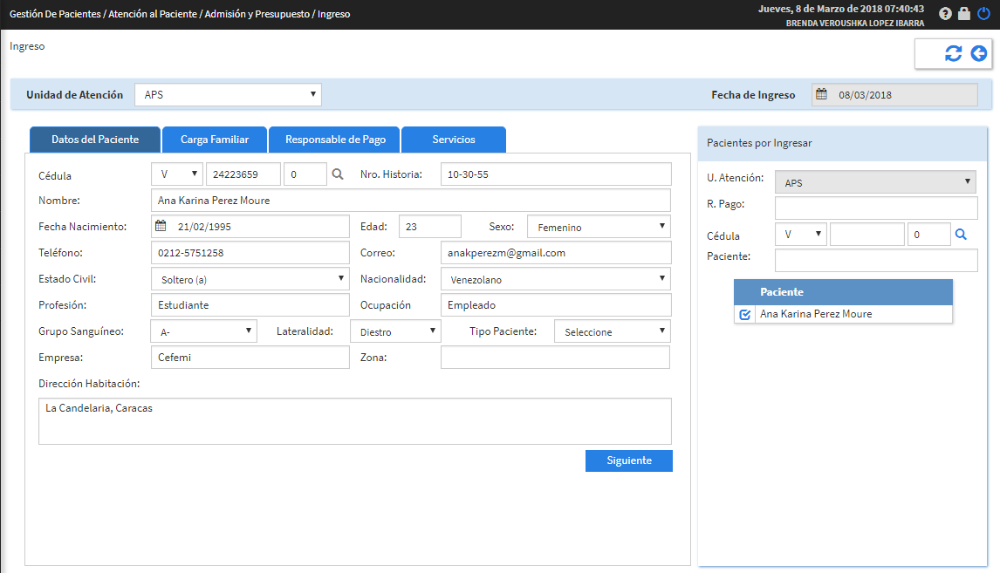 Gestión De Pacientes / Atención al Paciente / Admisión y Presupuesto / Ingreso
Jueves, 8 de Marzo de 2018 07:40:43
BRENDA VEROUSHKA LOPEZ IBARRA
Ingreso
Unidad de Atención APS
Fecha de Ingreso 08/03/2018
Datos del Paciente Carga Familiar Responsable de Pago Servicios
Cédula V 24223659 0 Nro. Historia: 10-30-55
Nombre: Ana Karina Perez Moure
Fecha Nacimiento: 21/02/1995 Edad: 23 Sexo: Femenino
Teléfono: 0212-5751258 Correo: anakperezm@gmail.com
Estado Civil: Soltero (a) Nacionalidad: Venezolano
Profesión: Estudiante Ocupación Empleado
Grupo Sanguíneo: A- Lateralidad: Diestro Tipo Paciente: Seleccione
Empresa: Cefemi Zona:
Dirección Habitación:
La Candelaria, Caracas
Siguiente
Pacientes por Ingresar
U. Atención: APS
R. Pago:
Cédula V 0
Paciente:
Paciente
Ana Karina Perez Moure